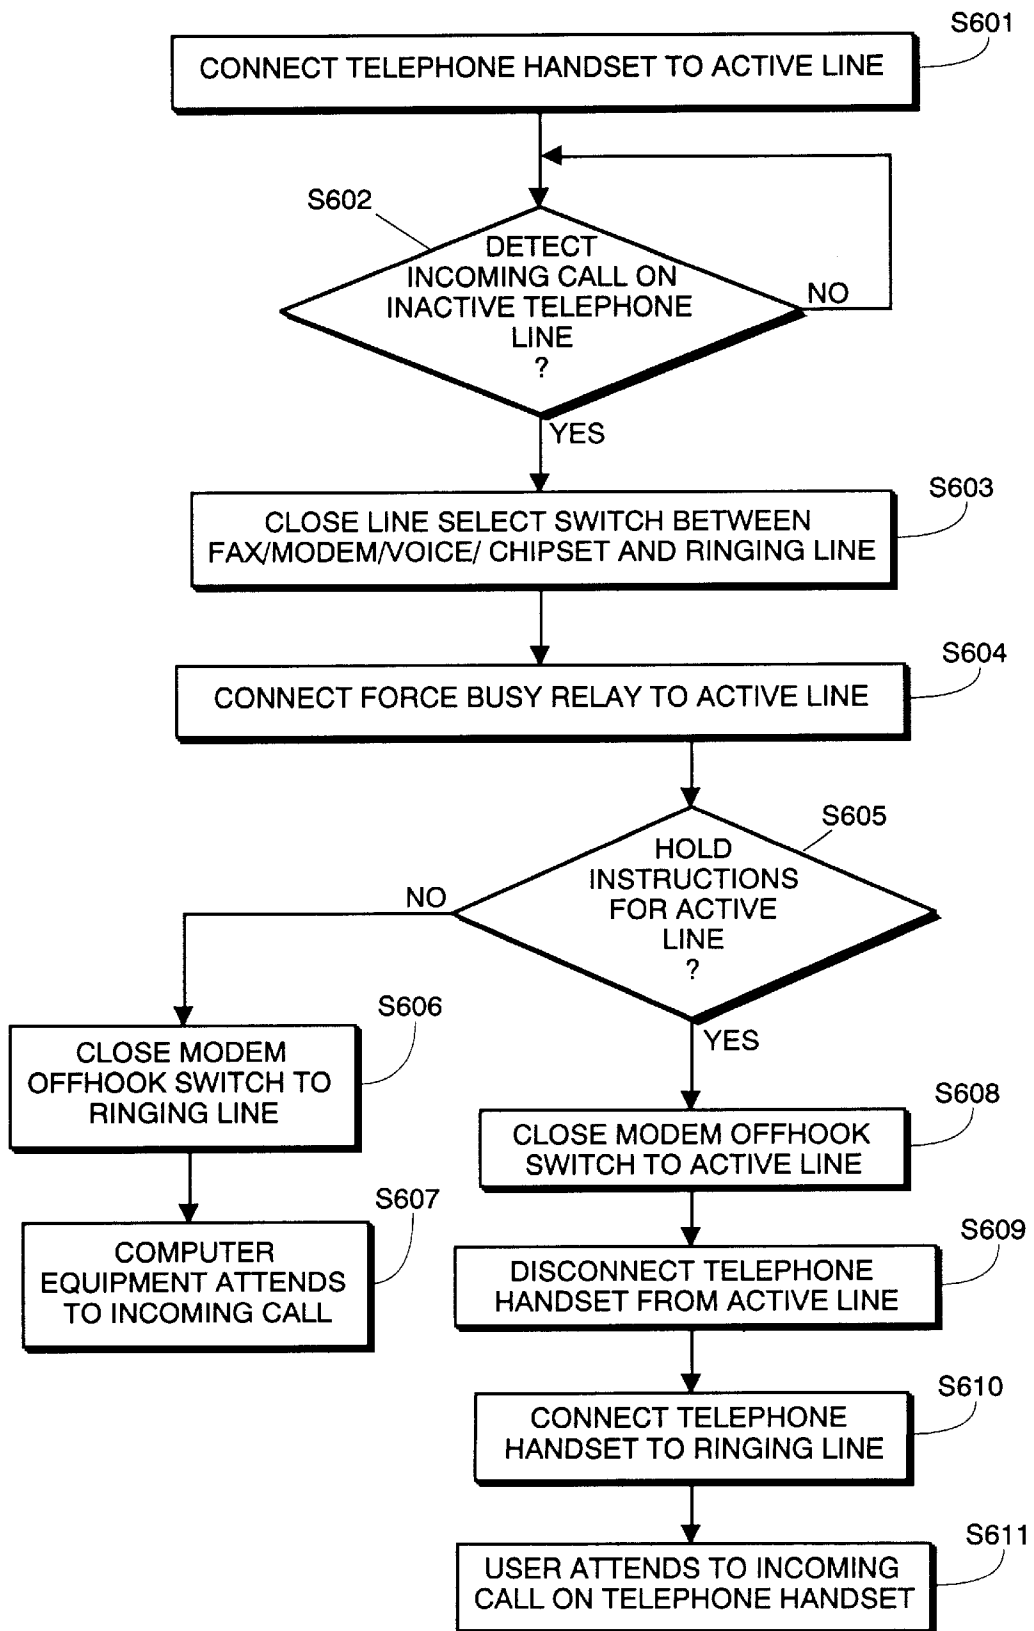 S601
CONNECT TELEPHONE HANDSET TO ACTIVE LINE
S602
DETECT
INCOMING CALL ON
INACTIVE TELEPHONE
LINE
?
NO
YES
S603
CLOSE LINE SELECT SWITCH BETWEEN
FAX/MODEM/VOICE/ CHIPSET AND RINGING LINE
S604
CONNECT FORCE BUSY RELAY TO ACTIVE LINE
S605
HOLD
INSTRUCTIONS
FOR ACTIVE
LINE
?
NO
YES
S606
CLOSE MODEM
OFFHOOK SWITCH TO
RINGING LINE
S607
COMPUTER
EQUIPMENT ATTENDS
TO INCOMING CALL
S608
CLOSE MODEM OFFHOOK
SWITCH TO ACTIVE LINE
S609
DISCONNECT TELEPHONE
HANDSET FROM ACTIVE LINE
S610
CONNECT TELEPHONE
HANDSET TO RINGING LINE
S611
USER ATTENDS TO INCOMING
CALL ON TELEPHONE HANDSET